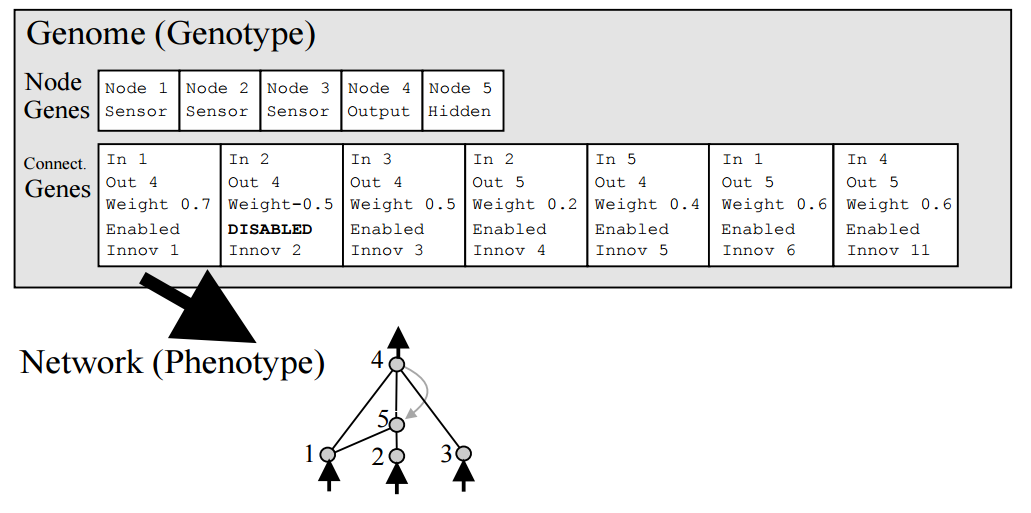 Genome (Genotype)
Node Genes
Node 1 Sensor
Node 2 Sensor
Node 3 Sensor
Node 4 Output
Node 5 Hidden
Connect. Genes
In 1
Out 4
Weight 0.7
Enabled
Innov 1
In 2
Out 4
Weight-0.5
DISABLED
Innov 2
In 3
Out 4
Weight 0.5
Enabled
Innov 3
In 2
Out 5
Weight 0.2
Enabled
Innov 4
In 5
Out 4
Weight 0.4
Enabled
Innov 5
In 1
Out 5
Weight 0.6
Enabled
Innov 6
In 4
Out 5
Weight 0.6
Enabled
Innov 11
Network (Phenotype)
4
5
1
2
3